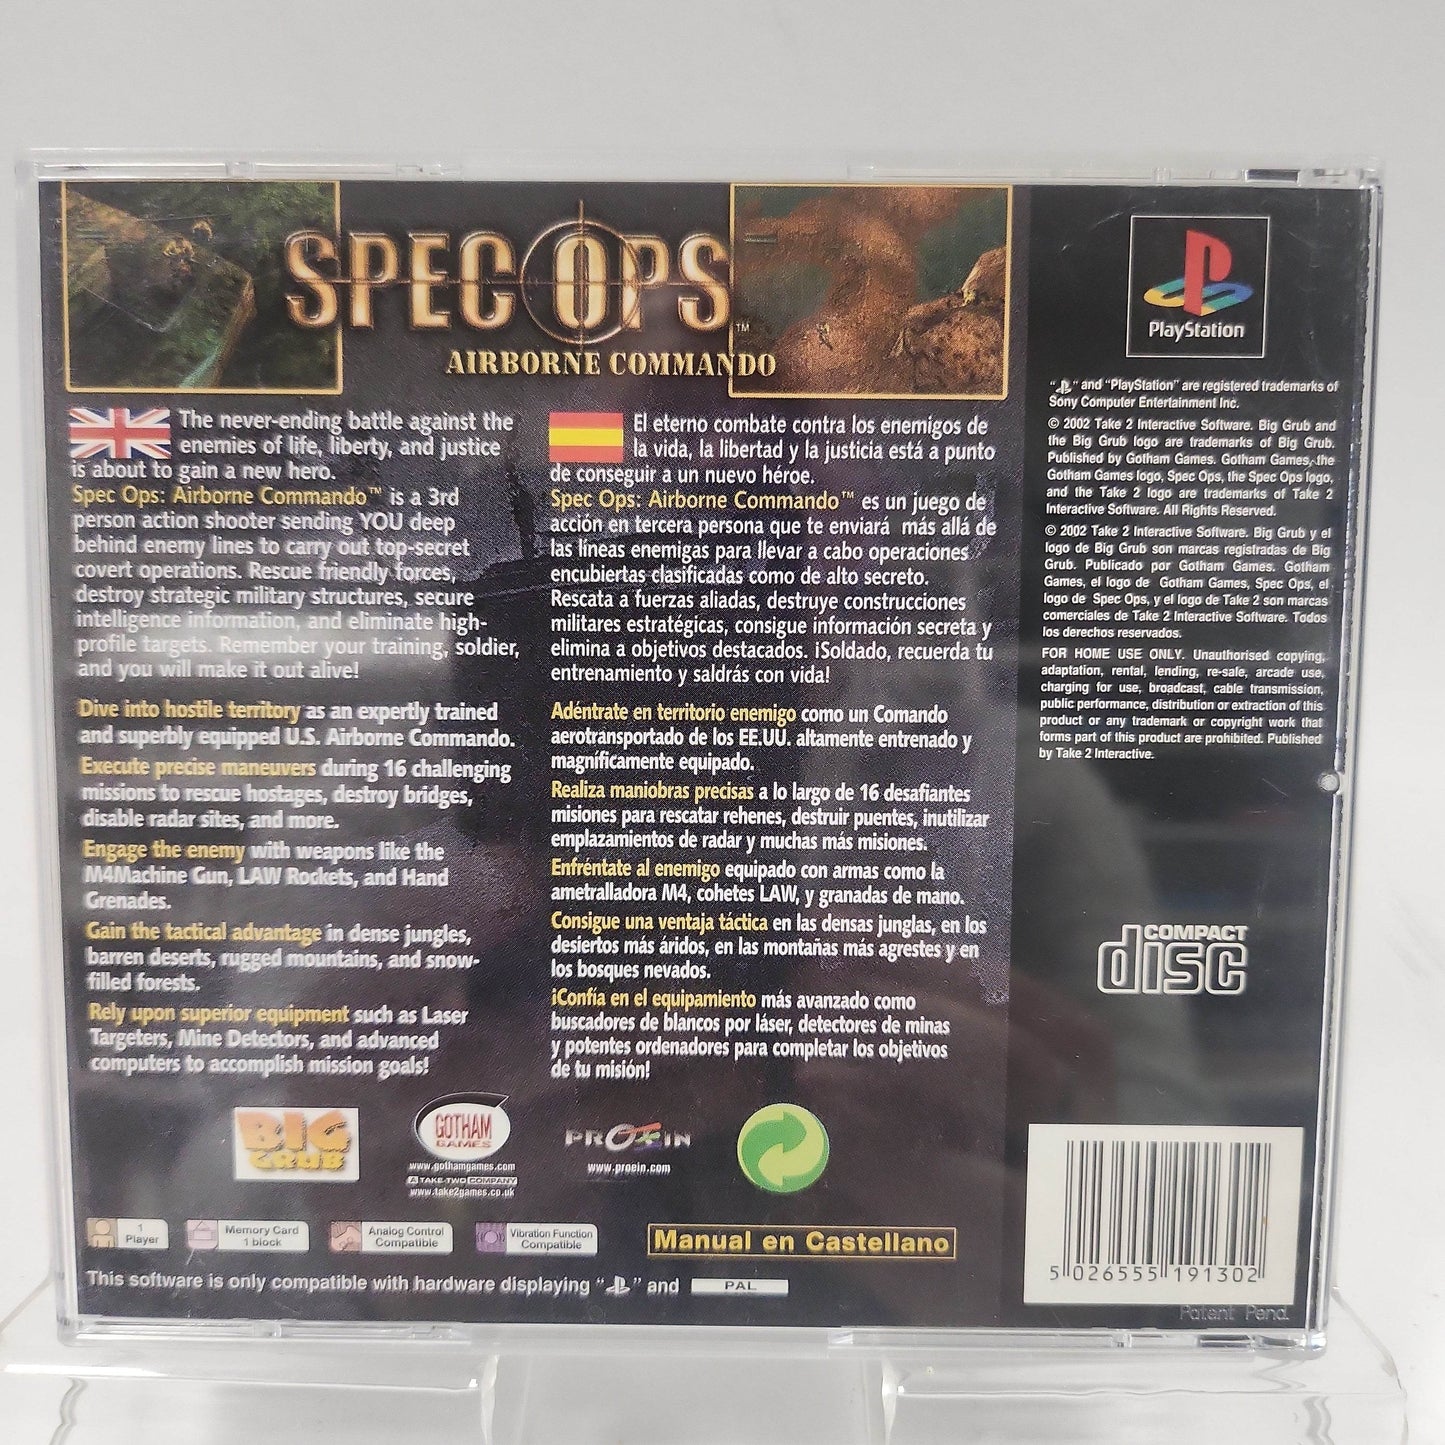 SPEC OPS™
AIRBORNE COMMANDO
The never-ending battle against the
enemies of life, liberty, and justice
is about to gain a new hero.
Spec Ops: Airborne Commando™ is a 3rd
person action shooter sending YOU deep
behind enemy lines to carry out top-secret
covert operations. Rescue friendly forces,
destroy strategic military structures, secure
intelligence information, and eliminate high-
profile targets. Remember your training, soldier,
and you will make it out alive!
Dive into hostile territory as an expertly trained
and superbly equipped U.S. Airborne Commando.
Execute precise maneuvers during 16 challenging
missions to rescue hostages, destroy bridges,
disable radar sites, and more.
Engage the enemy with weapons like the
M4Machine Gun, LAW Rockets, and Hand
Grenades.
Gain the tactical advantage in dense jungles,
barren deserts, rugged mountains, and snow-
filled forests.
Rely upon superior equipment such as Laser
Targeters, Mine Detectors, and advanced
computers to accomplish mission goals!
El eterno combate contra los enemigos de
la vida, la libertad y la justicia está a punto
de conseguir a un nuevo héroe.
Spec Ops: Airborne Commando™ es un juego de
acción en tercera persona que te enviará más allá de
las líneas enemigas para llevar a cabo operaciones
encubiertas clasificadas como de alto secreto.
Rescata a fuerzas aliadas, destruye construcciones
militares estratégicas, consigue información secreta y
elimina a objetivos destacados. ¡Soldado, recuerda tu
entrenamiento y saldrás con vida!
Adéntrate en territorio enemigo como un Comando
aerotransportado de los EE.UU. altamente entrenado y
magníficamente equipado.
Realiza maniobras precisas a lo largo de 16 desafiantes
misiones para rescatar rehenes, destruir puentes, inutilizar
emplazamientos de radar y muchas más misiones.
Enfréntate al enemigo equipado con armas como la
ametralladora M4, cohetes LAW, y granadas de mano.
Consigue una ventaja táctica en las densas junglas, en los
desiertos más áridos, en las montañas más agrestes y en
los bosques nevados.
¡Confía en el equipamiento más avanzado como
buscadores de blancos por láser, detectores de minas
y potentes ordenadores para completar los objetivos
de tu misión!
PlayStation
" " and "PlayStation" are registered trademarks of
Sony Computer Entertainment Inc.
© 2002 Take 2 Interactive Software. Big Grub and
the Big Grub logo are trademarks of Big Grub.
Published by Gotham Games. Gotham Games, the
Gotham Games logo, Spec Ops, the Spec Ops logo,
and the Take 2 logo are trademarks of Take 2
Interactive Software. All Rights Reserved.
© 2002 Take 2 Interactive Software. Big Grub y el
logo de Big Grub son marcas registradas de Big
Grub. Publicado por Gotham Games. Gotham
Games, el logo de Gotham Games, Spec Ops, el
logo de Spec Ops, y el logo de Take 2 son marcas
comerciales de Take 2 Interactive Software. Todos
los derechos reservados.
FOR HOME USE ONLY. Unauthorised copying,
adaptation, rental, lending, re-safe, arcade use,
charging for use, broadcast, cable transmission,
public performance, distribution or extraction of this
product or any trademark or copyright work that
forms part of this product are prohibited. Published
by Take 2 Interactive.
COMPACT
disc
BIG
GRUB
GOTHAM
GAMES
www.gothamgames.com
A TAKE-TWO COMPANY
www.take2games.co.uk
PROEIN
www.proein.com
1
Player
Memory Card
1 block
Analog Control
Compatible
Vibration Function
Compatible
Manual en Castellano
This software is only compatible with hardware displaying " " and PAL
5 026555 191302
Patent Pend.